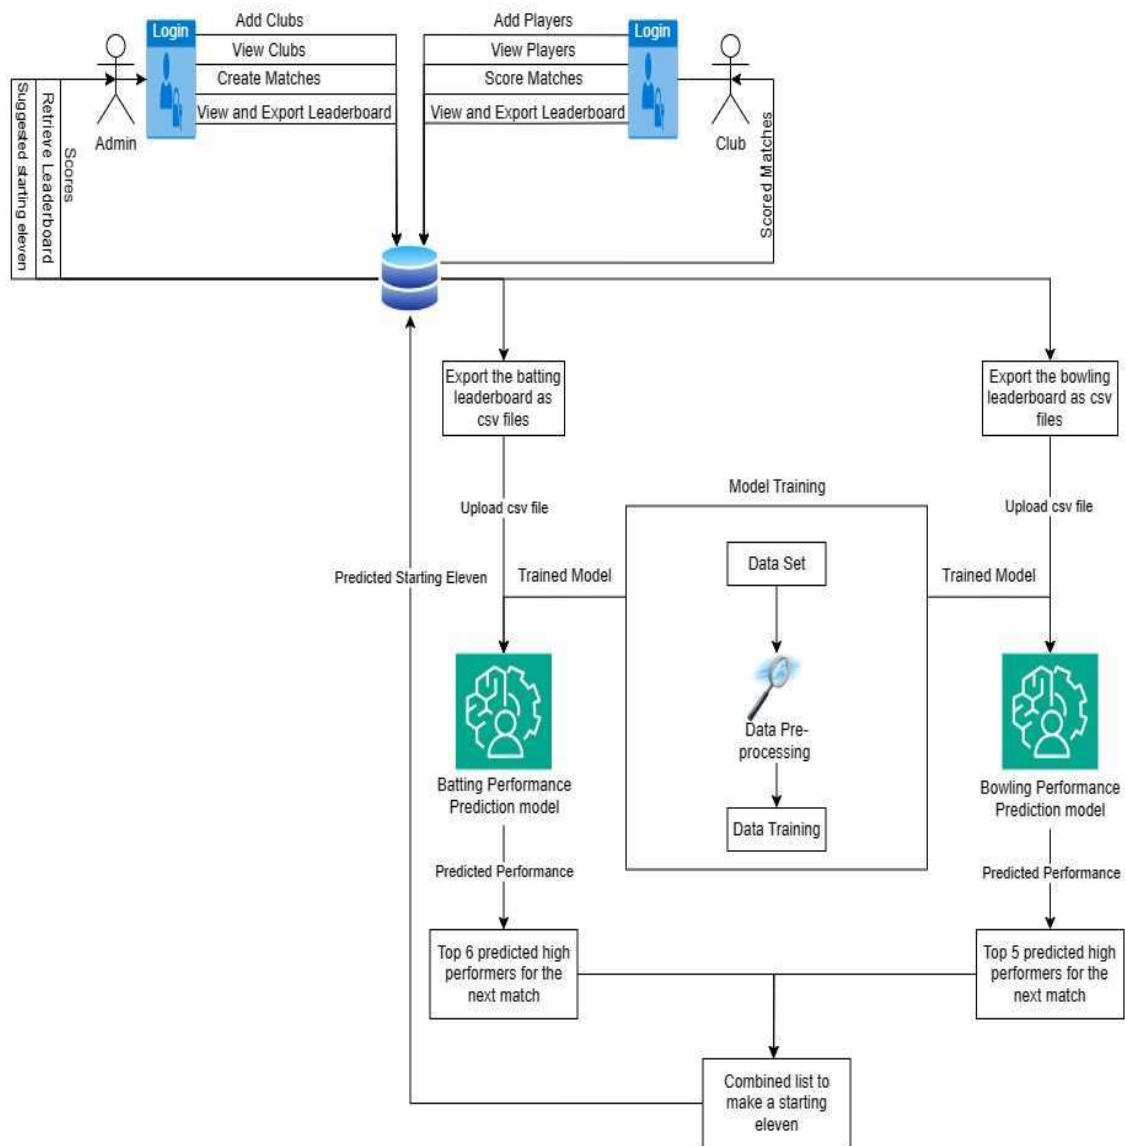 Login
Add Clubs
View Clubs
Create Matches
View and Export Leaderboard
Admin
Add Players
View Players
Score Matches
View and Export Leaderboard
Login
Club
Suggested starting eleven
Retrieve Leaderboard
Scores
Scored Matches
Export the batting
leaderboard as
csv files
Export the bowling
leaderboard as csv
files
Upload csv file
Model Training
Upload csv file
Predicted Starting Eleven
Trained Model
Data Set
Trained Model
Data Pre-
processing
Data Training
Batting Performance
Prediction model
Bowling Performance
Prediction model
Predicted Performance
Predicted Performance
Top 6 predicted high
performers for the
next match
Top 5 predicted high
performers for the
next match
Combined list to
make a starting
eleven